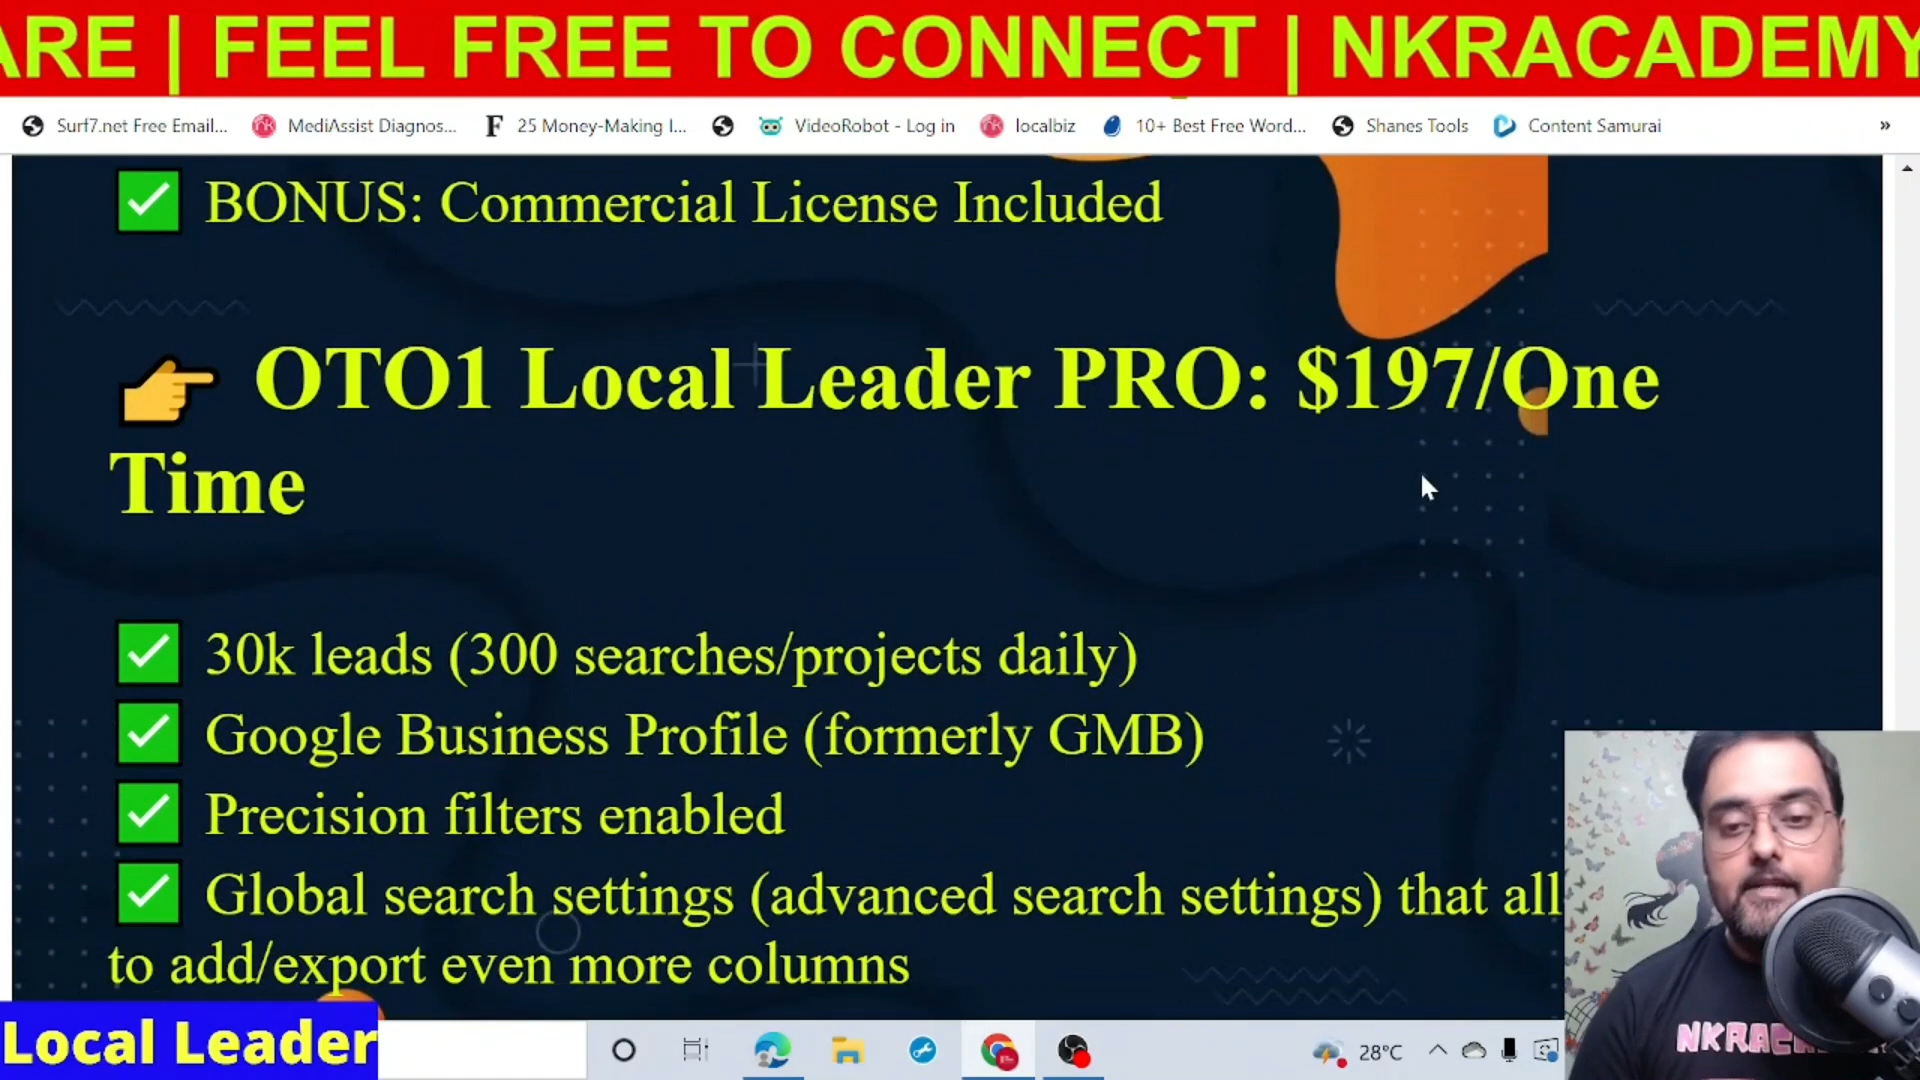 ARE | FEEL FREE TO CONNECT | NKRACADEMY
Surf7.net Free Email... MediAssist Diagnos... 25 Money-Making I... VideoRobot - Log in localbiz 10+ Best Free Word... Shanes Tools Content Samurai »
BONUS: Commercial License Included
OTO1 Local Leader PRO: $197/One
Time
30k leads (300 searches/projects daily)
Google Business Profile (formerly GMB)
Precision filters enabled
Global search settings (advanced search settings) that all
to add/export even more columns
Local Leader
28°C
NKRAC